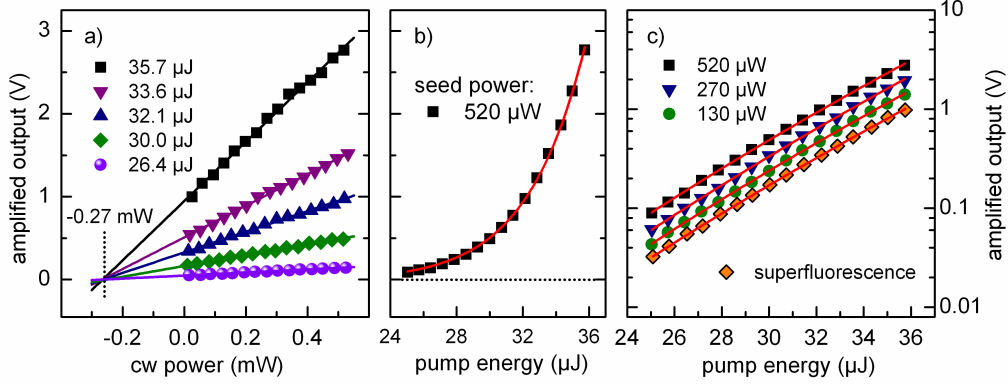 a)
35.7 µJ
33.6 µJ
32.1 µJ
30.0 µJ
26.4 µJ
-0.27 mW
3
2
1
0
amplified output (V)
-0.2 0.0 0.2 0.4
cw power (mW)
b)
seed power:
520 µW
24 28 32 36
pump energy (µJ)
c)
520 µW
270 µW
130 µW
superfluorescence
24 26 28 30 32 34 36
pump energy (µJ)
10
1
0.1
0.01
amplified output (V)